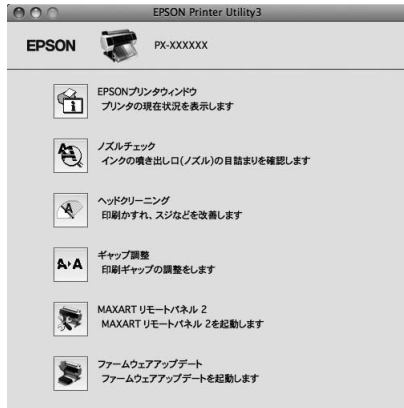 EPSON Printer Utility3
EPSON PX-XXXXXX
EPSONプリンタウィンドウ
プリンタの現在状況を表示します
ノズルチェック
インクの噴き出し口(ノズル)の目詰まりを確認します
ヘッドクリーニング
印刷かすれ、スジなどを改善します
ギャップ調整
印刷ギャップの調整をします
MAXART リモートパネル 2
MAXART リモートパネル 2を起動します
ファームウェアアップデート
ファームウェアアップデートを起動します